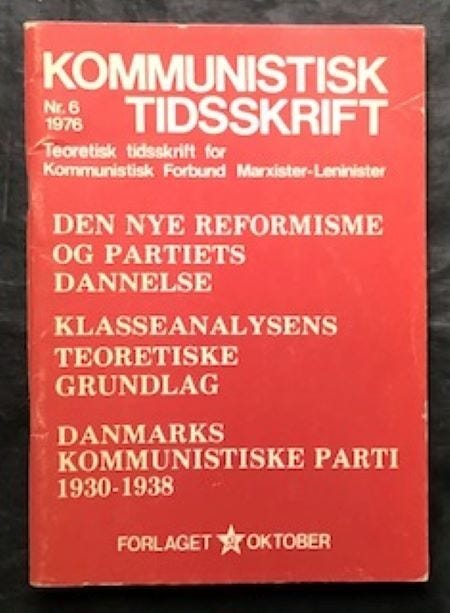 KOMMUNISTISK
Nr. 6
1976
TIDSSKRIFT
Teoretisk tidsskrift for
Kommunistisk Forbund Marxister-Leninister
DEN NYE REFORMISME
OG PARTIETS
DANNELSE
KLASSEANALYSENS
TEORETISKE
GRUNDLAG
DANMARKS
KOMMUNISTISKE PARTI
1930-1938
FORLAGET OKTOBER